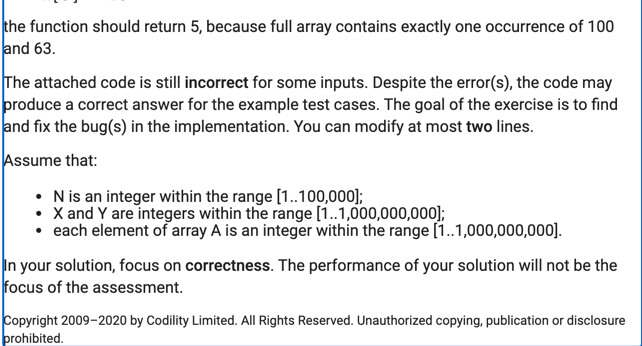 the function should return 5, because full array contains exactly one occurrence of 100
and 63.
The attached code is still incorrect for some inputs. Despite the error(s), the code may
produce a correct answer for the example test cases. The goal of the exercise is to find
and fix the bug(s) in the implementation. You can modify at most two lines.
Assume that:
• N is an integer within the range [1..100,000];
• X and Y are integers within the range [1..1,000,000,000];
• each element of array A is an integer within the range [1..1,000,000,000].
In your solution, focus on correctness. The performance of your solution will not be the
focus of the assessment.
Copyright 2009–2020 by Codility Limited. All Rights Reserved. Unauthorized copying, publication or disclosure
prohibited.